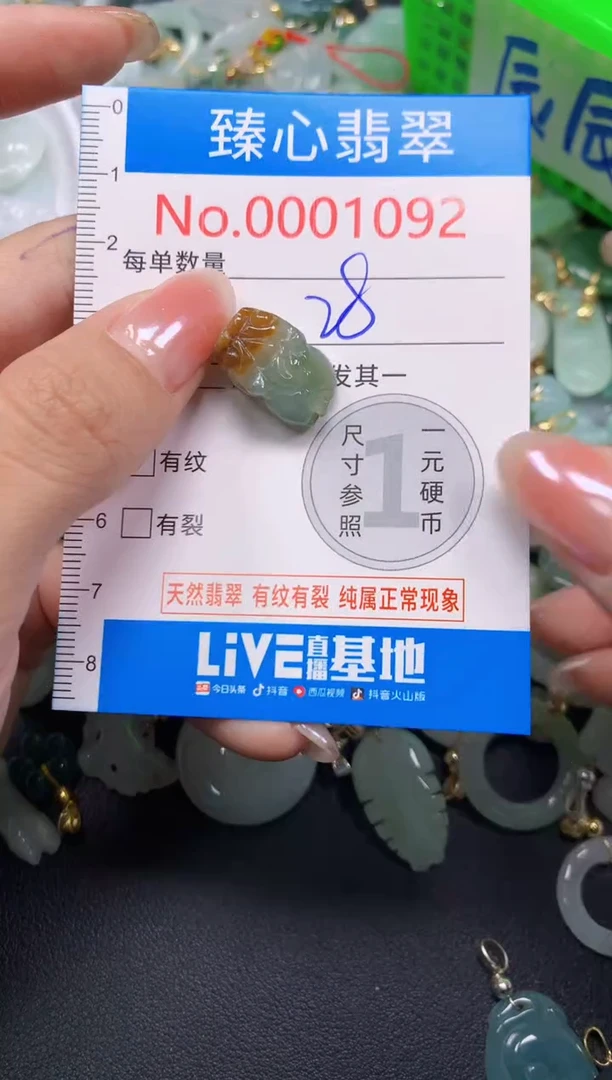 臻心翡翠
0
1
2
6
7
8
No.0001092
每单数量
28
发其一
有纹
有裂
尺寸参照
1
一元硬币
天然翡翠 有纹有裂 纯属正常现象
LiVE直播基地
今日头条 抖音 西瓜视频 抖音火山版
辰辰